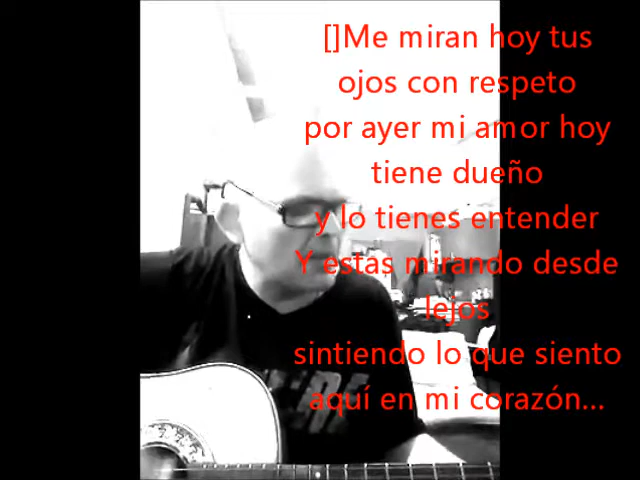 []Me miran hoy tus
ojos con respeto
por ayer mi amor hoy
tiene dueño
y lo tienes entender
Y estas mirando desde
lejos
sintiendo lo que siento
aquí en mi corazón...